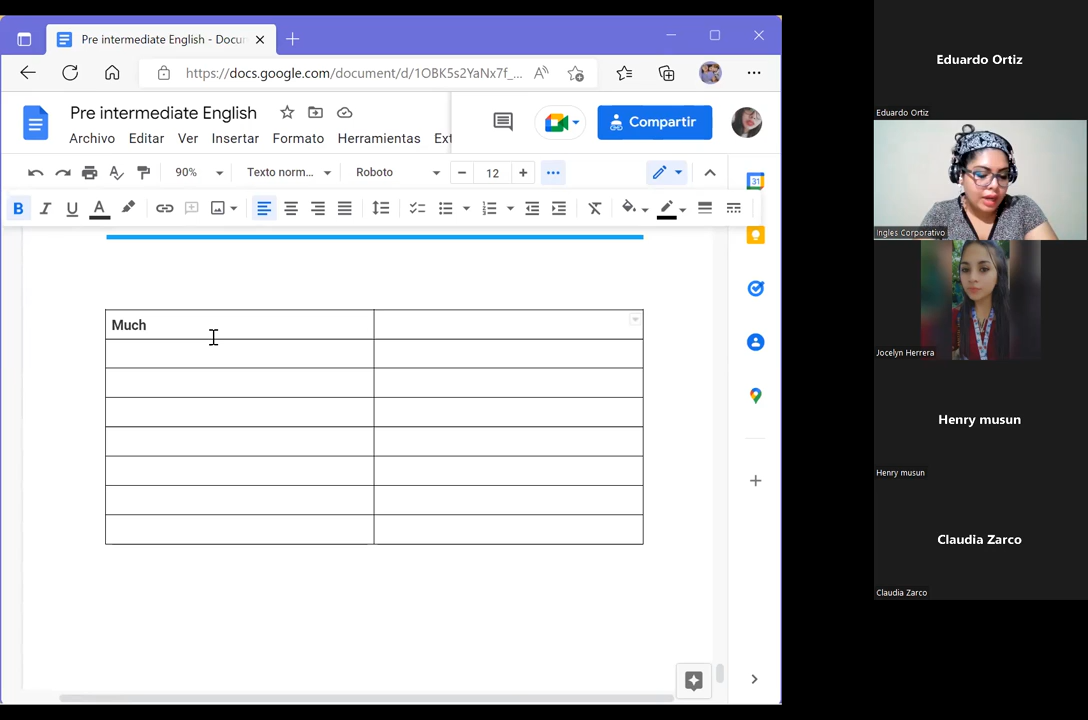 Pre intermediate English - Docu
https://docs.google.com/document/d/1OBK5s2YaNx7f_...
Pre intermediate English
Compartir
Archivo Editar Ver Insertar Formato Herramientas Ext
90% Texto norm... Roboto 12
31
Much
Eduardo Ortiz
Eduardo Ortiz
Ingles Corporativo
Jocelyn Herrera
Henry musun
Henry musun
Claudia Zarco
Claudia Zarco